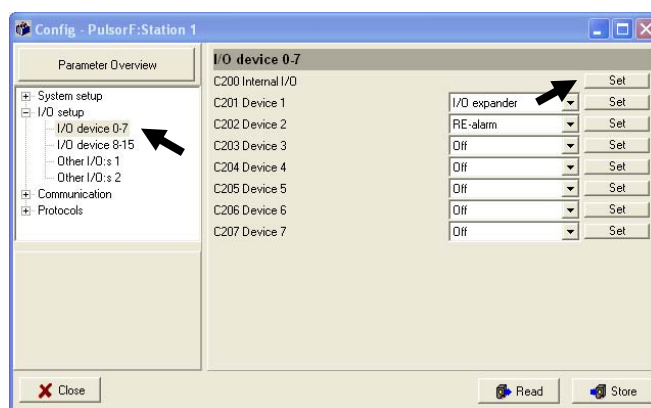 Config - PulsorF:Station 1
Parameter Overview
System setup
I/O setup
I/O device 0-7
I/O device 8-15
Other I/O:s 1
Other I/O:s 2
Communication
Protocols
I/O device 0-7
C200 Internal I/O Set
C201 Device 1 I/O expander Set
C202 Device 2 RE-alarm Set
C203 Device 3 Off Set
C204 Device 4 Off Set
C205 Device 5 Off Set
C206 Device 6 Off Set
C207 Device 7 Off Set
Close Read Store